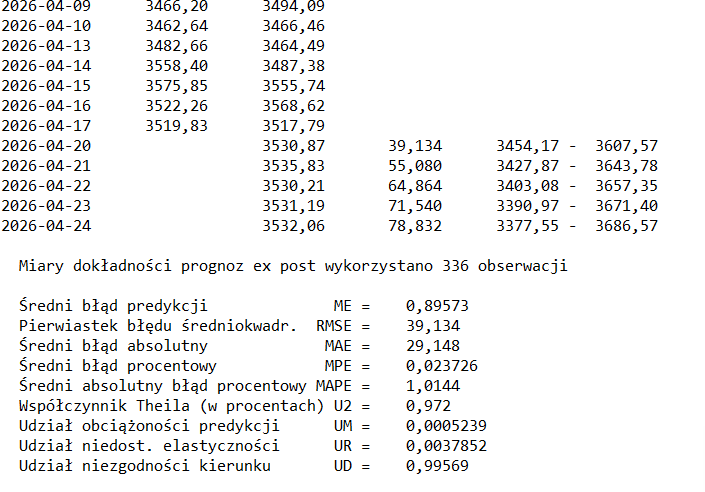 2026-04-09 3466,20 3494,09
2026-04-10 3462,64 3466,46
2026-04-13 3482,66 3464,49
2026-04-14 3558,40 3487,38
2026-04-15 3575,85 3555,74
2026-04-16 3522,26 3568,62
2026-04-17 3519,83 3517,79
2026-04-20 3530,87 39,134 3454,17 - 3607,57
2026-04-21 3535,83 55,080 3427,87 - 3643,78
2026-04-22 3530,21 64,864 3403,08 - 3657,35
2026-04-23 3531,19 71,540 3390,97 - 3671,40
2026-04-24 3532,06 78,832 3377,55 - 3686,57
Miary dokładności prognoz ex post wykorzystano 336 obserwacji
Średni błąd predykcji ME = 0,89573
Pierwiastek błędu średniokwadr. RMSE = 39,134
Średni błąd absolutny MAE = 29,148
Średni błąd procentowy MPE = 0,023726
Średni absolutny błąd procentowy MAPE = 1,0144
Współczynnik Theila (w procentach) U2 = 0,972
Udział obciążoności predykcji UM = 0,0005239
Udział niedost. elastyczności UR = 0,0037852
Udział niezgodności kierunku UD = 0,99569